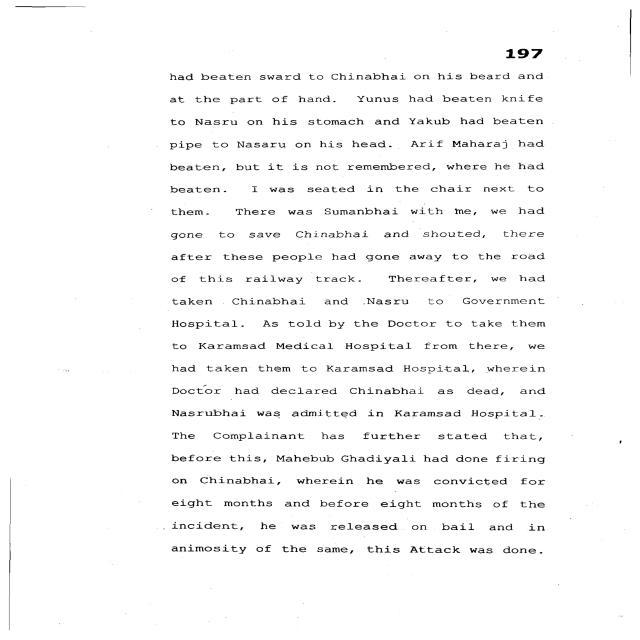 197
had beaten sward to Chinabhai on his beard and
at the part of hand. Yunus had beaten knife
to Nasru on his stomach and Yakub had beaten
pipe to Nasaru on his head. Arif Maharaj had
beaten, but it is not remembered, where he had
beaten. I was seated in the chair next to
them. There was Sumanbhai with me, we had
gone to save Chinabhai and shouted, there
after these people had gone away to the road
of this railway track. Thereafter, we had
taken Chinabhai and Nasru to Government
Hospital. As told by the Doctor to take them
to Karamsad Medical Hospital from there, we
had taken them to Karamsad Hospital, wherein
Doctor had declared Chinabhai as dead, and
Nasrubhai was admitted in Karamsad Hospital.
The Complainant has further stated that,
before this, Mahebub Ghadiyali had done firing
on Chinabhai, wherein he was convicted for
eight months and before eight months of the
incident, he was released on bail and in
animosity of the same, this Attack was done.